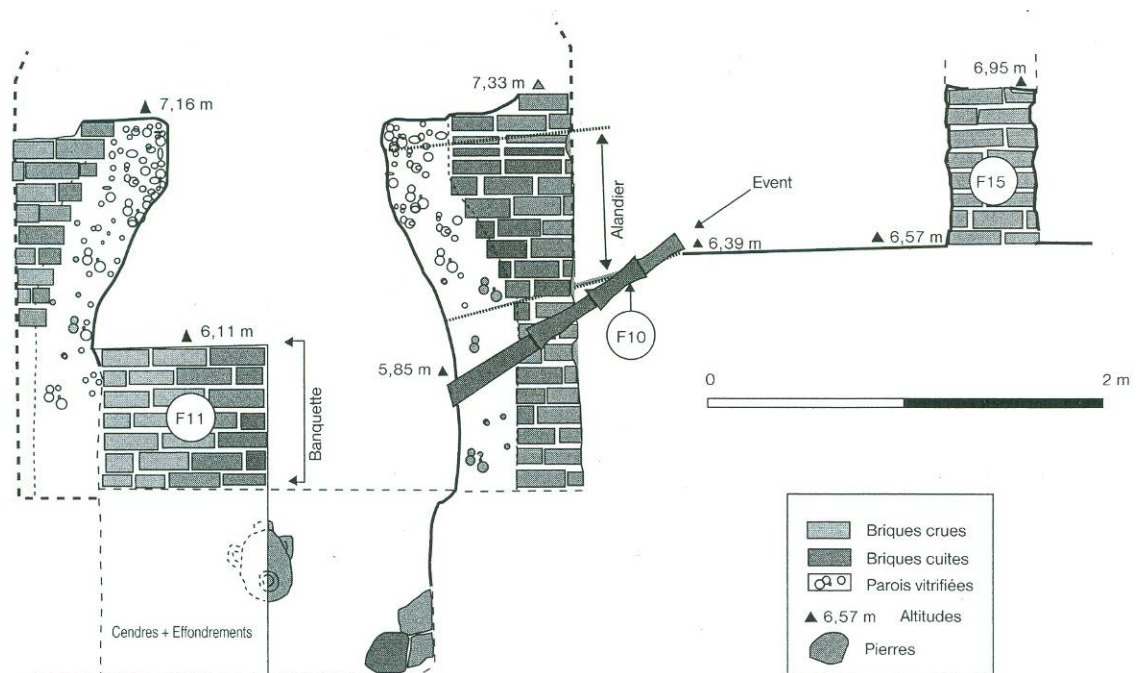 7,16 m
7,33 m
6,95 m
F15
Event
Alandier
6,39 m
6,57 m
F10
6,11 m
5,85 m
F11
Banquette
0
2 m
Cendres + Effondrements
Briques crues
Briques cuites
Parois vitrifiées
6,57 m Altitudes
Pierres